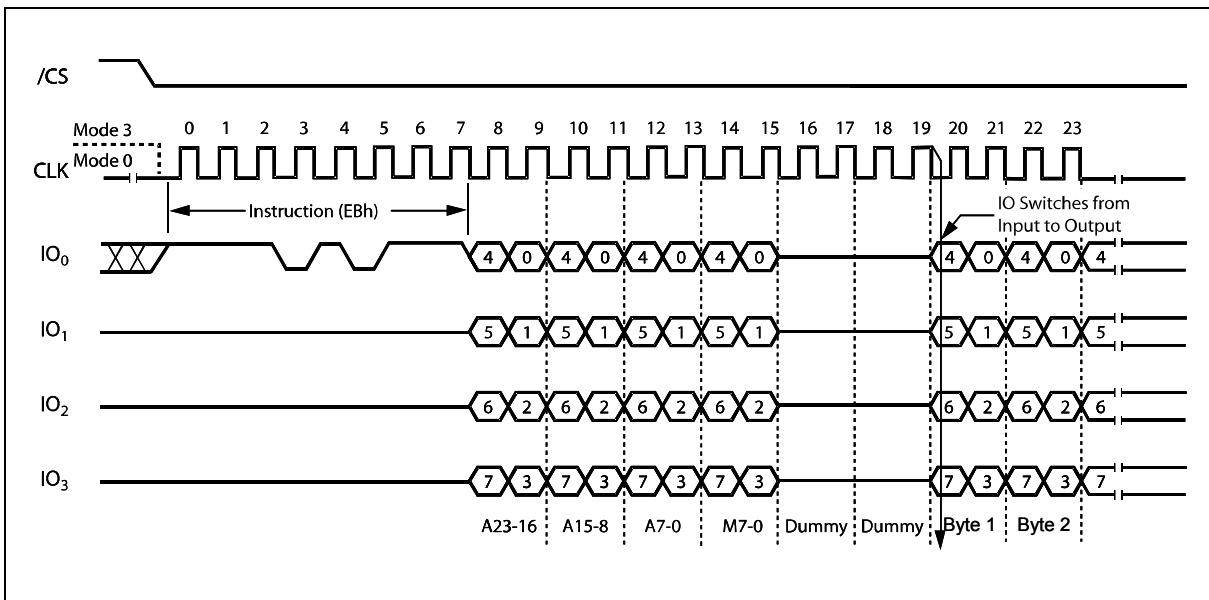 /CS
Mode 3
0 1 2 3 4 5 6 7 8 9 10 11 12 13 14 15 16 17 18 19 20 21 22 23
CLK
Mode 0
Instruction (EBh)
IO Switches from
Input to Output
IO0
4 0 4 0 4 0 4 0 4 0 4 0 4
IO1
5 1 5 1 5 1 5 1 5 1 5 1 5
IO2
6 2 6 2 6 2 6 2 6 2 6 2 6
IO3
7 3 7 3 7 3 7 3 7 3 7 3 7
A23-16 A15-8 A7-0 M7-0 Dummy Dummy Byte 1 Byte 2